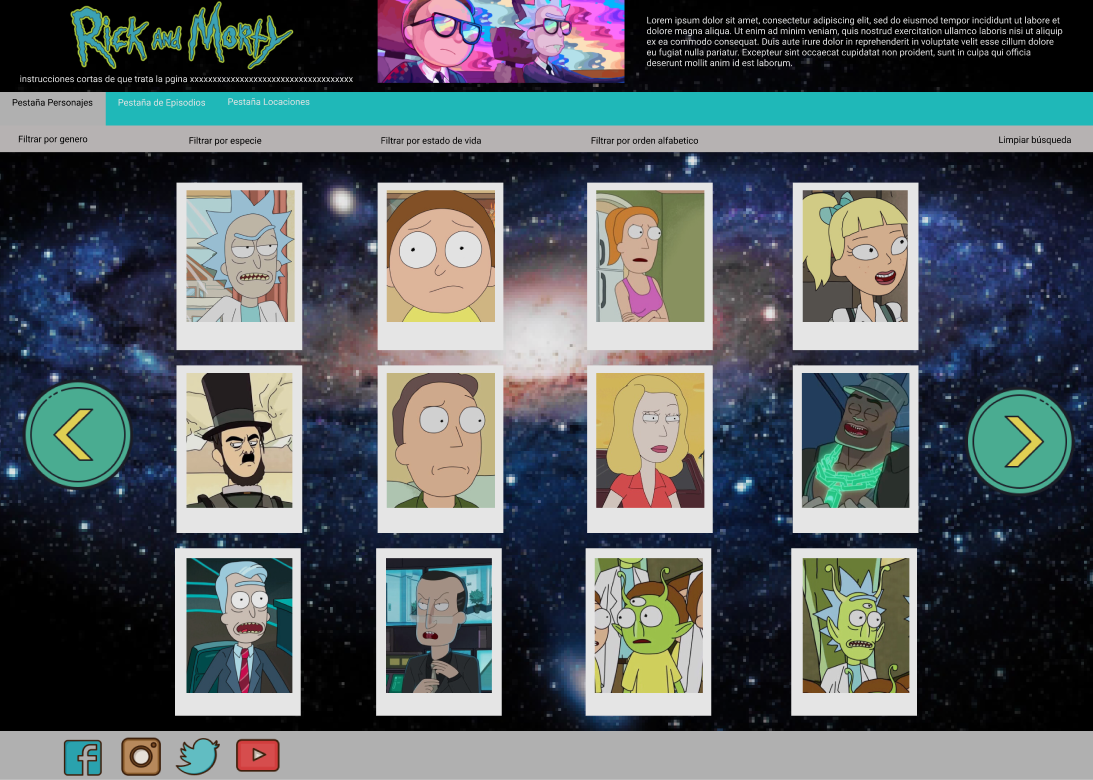 Rick and Morty
instrucciones cortas de que trata la pgina xxxxxxxxxxxxxxxxxxxxxxxxxxxxxxxxxxx
Lorem ipsum dolor sit amet, consectetur adipiscing elit, sed do eiusmod tempor incididunt ut labore et
dolore magna aliqua. Ut enim ad minim veniam, quis nostrud exercitation ullamco laboris nisi ut aliquip
ex ea commodo consequat. Duis aute irure dolor in reprehenderit in voluptate velit esse cillum dolore
eu fugiat nulla pariatur. Excepteur sint occaecat cupidatat non proident, sunt in culpa qui officia
deserunt mollit anim id est laborum.
Pestaña Personajes
Pestaña de Episodios
Pestaña Locaciones
Filtrar por genero
Filtrar por especie
Filtrar por estado de vida
Filtrar por orden alfabetico
Limpiar búsqueda